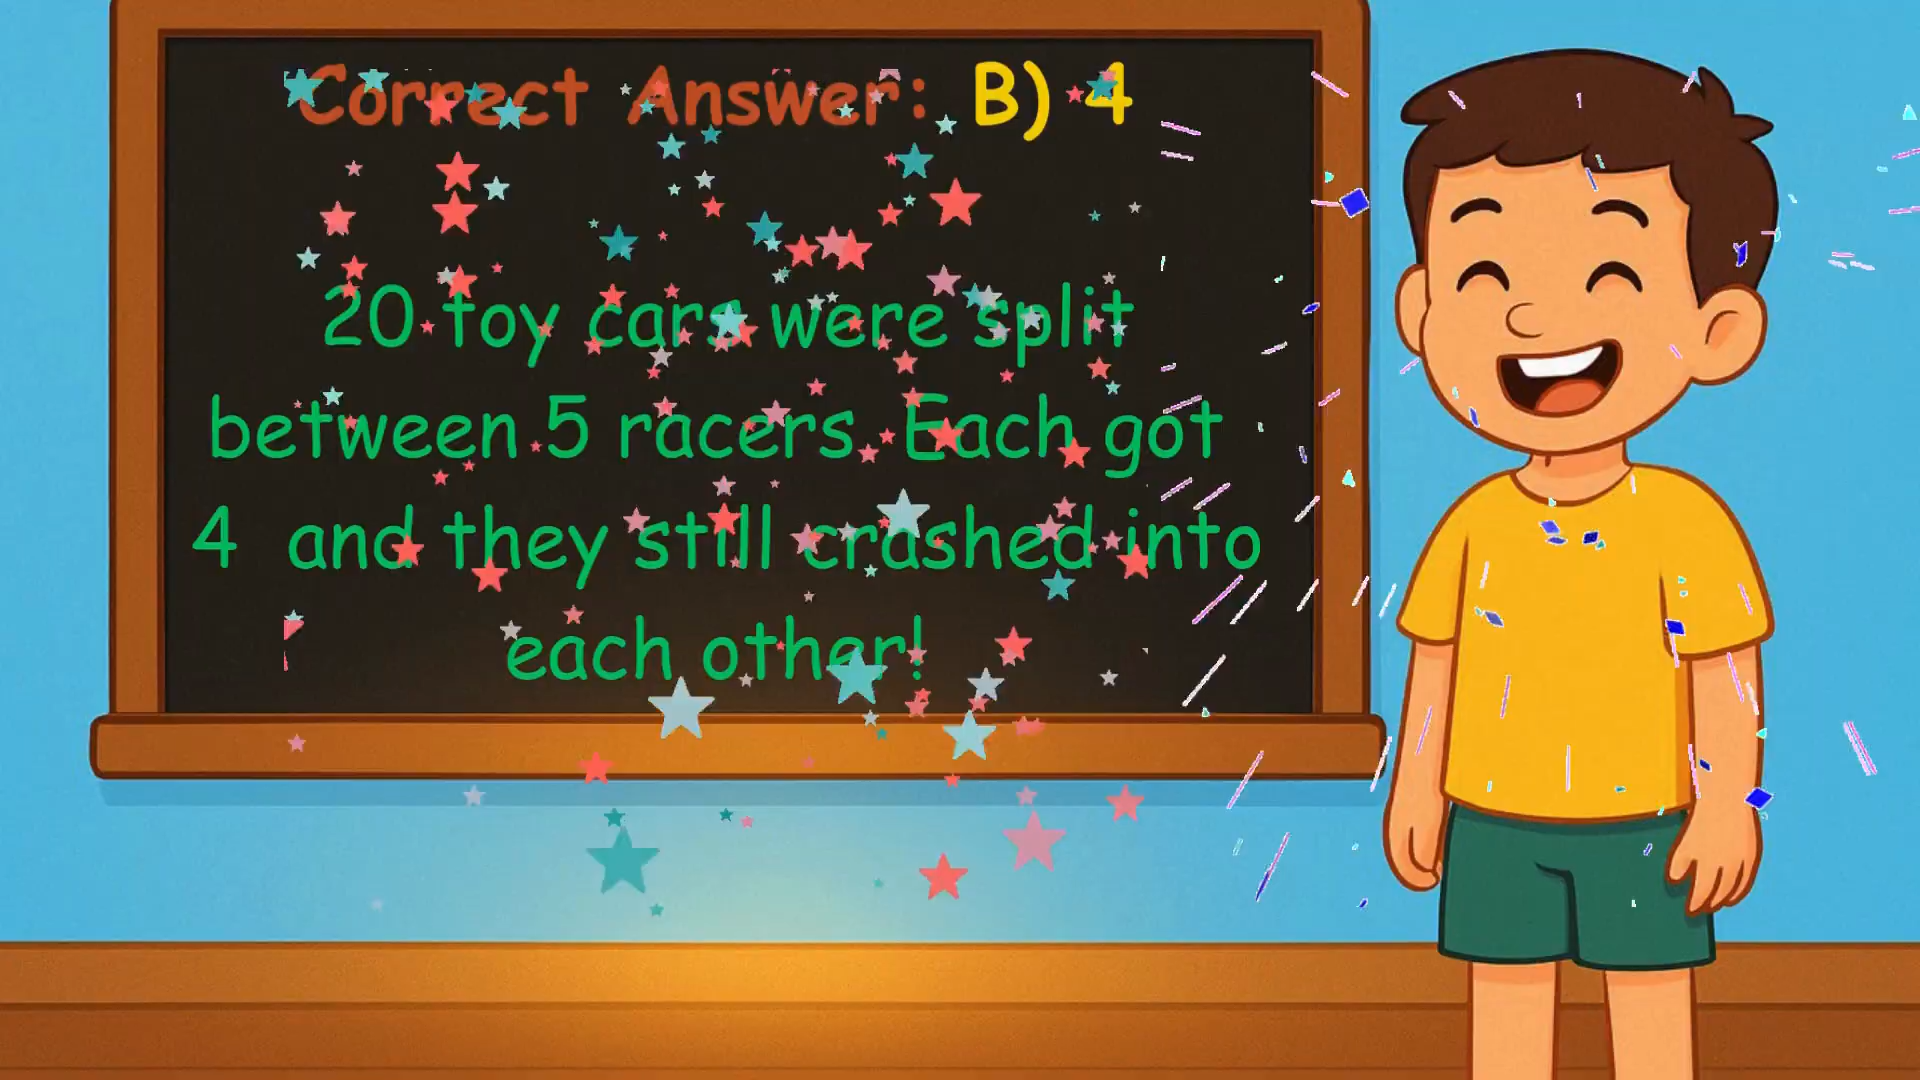 Correct Answer: B) 4
20 toy cars were split
between 5 racers. Each got
4 and they still crashed into
each other!